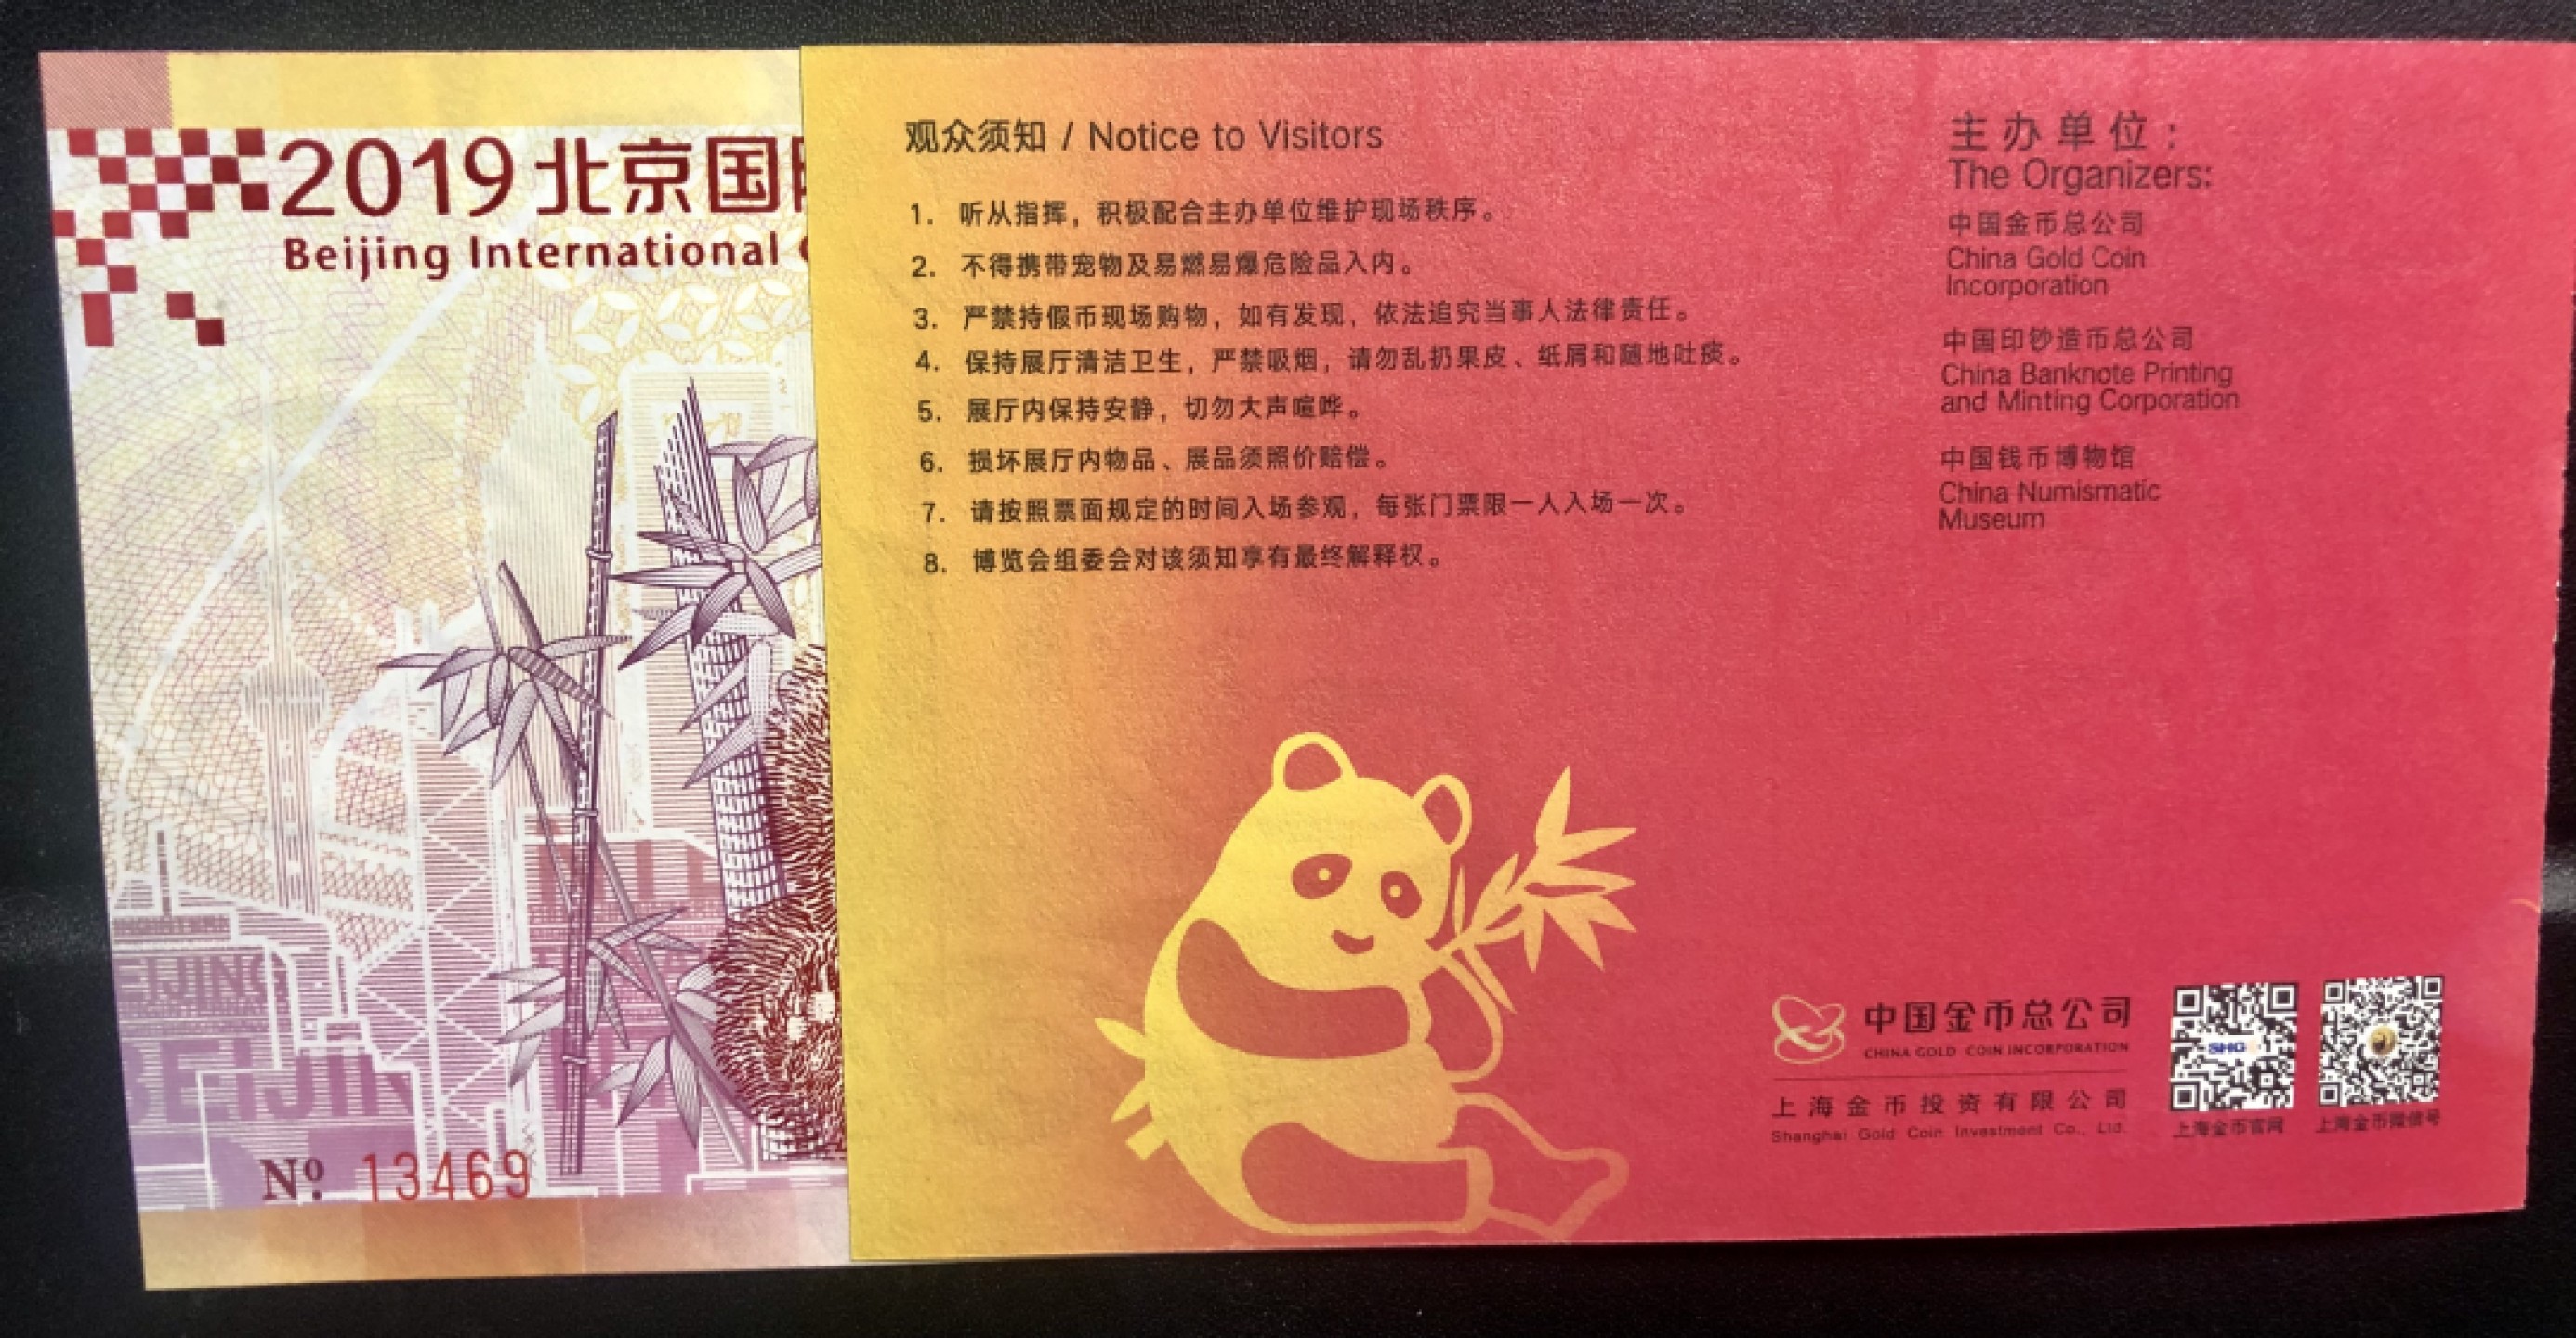 2019北京国
Beijing International
EIJING
BEIJIN
Nº 13469
观众须知 / Notice to Visitors
1. 听从指挥，积极配合主办单位维护现场秩序。
2. 不得携带宠物及易燃易爆危险品入内。
3. 严禁持假币现场购物，如有发现，依法追究当事人法律责任。
4. 保持展厅清洁卫生，严禁吸烟，请勿乱扔果皮、纸屑和随地吐痰。
5. 展厅内保持安静，切勿大声喧哗。
6. 损坏展厅内物品、展品须照价赔偿。
7. 请按照票面规定的时间入场参观，每张门票限一人入场一次。
8. 博览会组委会对该须知享有最终解释权。
主办单位：
The Organizers:
中国金币总公司
China Gold Coin
Incorporation
中国印钞造币总公司
China Banknote Printing
and Minting Corporation
中国钱币博物馆
China Numismatic
Museum
中国金币总公司
CHINA GOLD COIN INCORPORATION
上海金币投资有限公司
Shanghai Gold Coin Investment Co., Ltd.
SHGC
上海金币官网
上海金币微信号